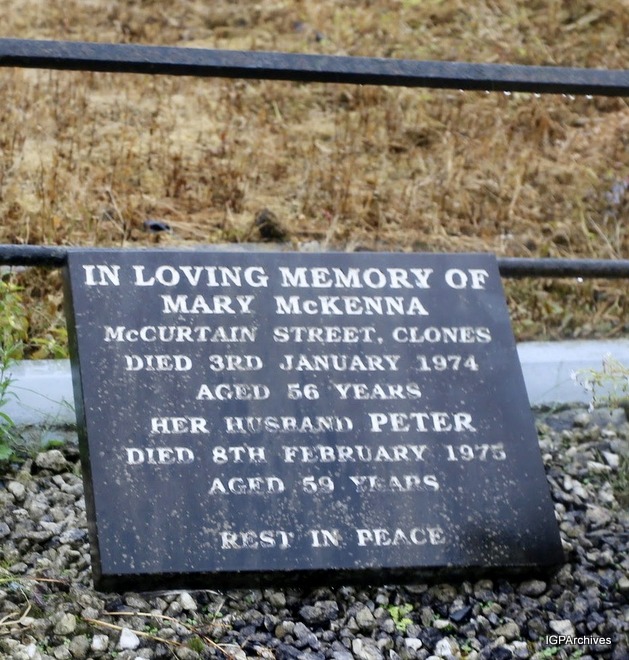 IN LOVING MEMORY OF
MARY McKENNA
McCURTAIN STREET, CLONES
DIED 3RD JANUARY 1974
AGED 56 YEARS
HER HUSBAND PETER
DIED 8TH FEBRUARY 1975
AGED 59 YEARS
REST IN PEACE
IGPArchives